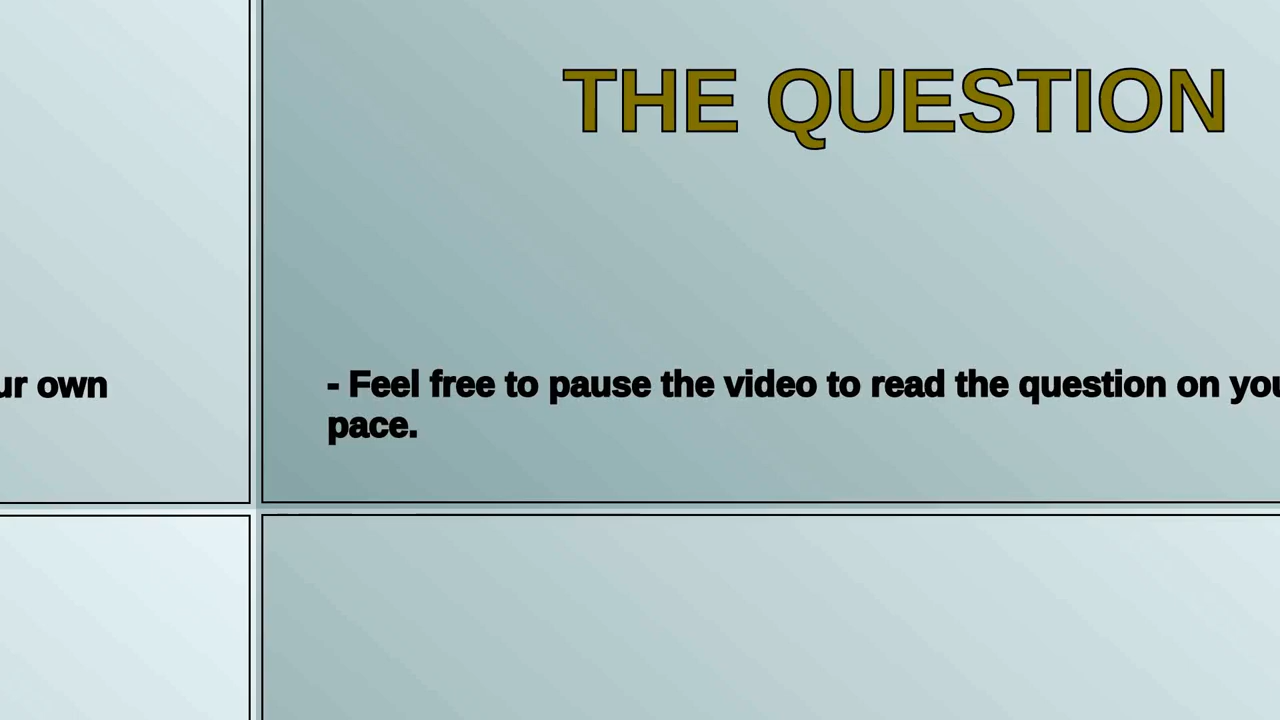 THE QUESTION
ur own
- Feel free to pause the video to read the question on you
pace.